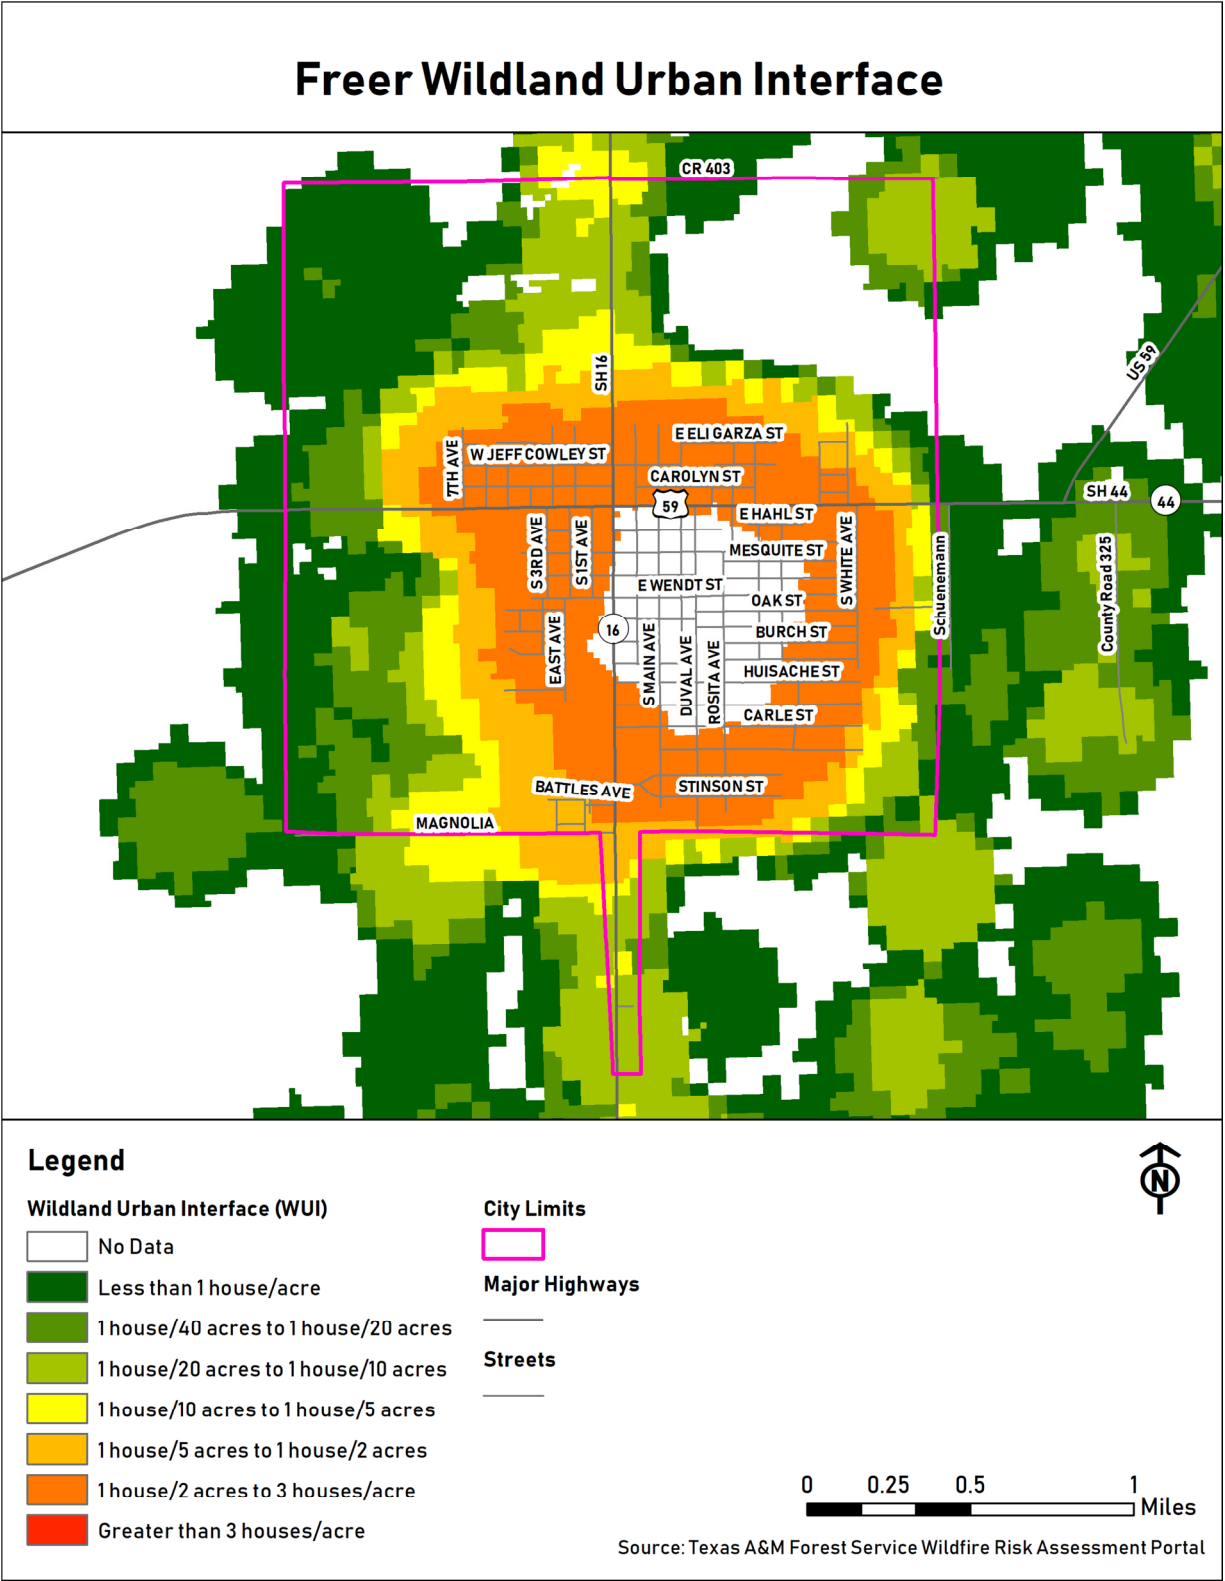 Freer Wildland Urban Interface
CR 403
SH16
US 59
E ELI GARZA ST
W JEFF COWLEY ST
7TH AVE
CAROLYN ST
SH 44
44
59
E HAHL ST
S 3RD AVE
S 1ST AVE
MESQUITE ST
S WHITE AVE
Schuenemann
County Road 325
E WENDT ST
OAK ST
16
BURCH ST
EAST AVE
S MAIN AVE
DUVAL AVE
ROSITA AVE
HUISACHE ST
CARLE ST
BATTLES AVE
STINSON ST
MAGNOLIA
Legend
Wildland Urban Interface (WUI)
No Data
Less than 1 house/acre
1 house/40 acres to 1 house/20 acres
1 house/20 acres to 1 house/10 acres
1 house/10 acres to 1 house/5 acres
1 house/5 acres to 1 house/2 acres
1 house/2 acres to 3 houses/acre
Greater than 3 houses/acre
City Limits
Major Highways
Streets
N
0 0.25 0.5 1
Miles
Source: Texas A&M Forest Service Wildfire Risk Assessment Portal